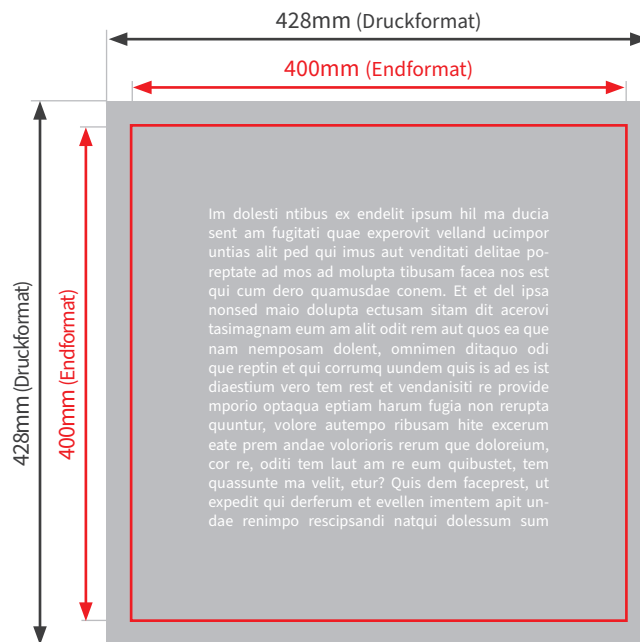 428mm (Druckformat)
400mm (Endformat)
428mm (Druckformat)
400mm (Endformat)
Im dolesti ntibus ex endelit ipsum hil ma ducia
sent am fugitati quae experovit velland ucimpor
untias alit ped qui imus aut venditati delitae po-
reptate ad mos ad molupta tibusam facea nos est
qui cum dero quamusdae conem. Et et del ipsa
nonsed maio dolupta ectusam sitam dit acerovi
tasimagnam eum am alit odit rem aut quos ea que
nam nemposam dolent, omnimen ditaquo odi
que reptin et qui corrumq uundem quis is ad es ist
diaestium vero tem rest et vendanisiti re provide
mporio optaqua eptiam harum fugia non rerupta
quuntur, volore autempo ribusam hite excerum
eate prem andae volorioris rerum que doloreium,
cor re, oditi tem laut am re eum quibustet, tem
quassunte ma velit, etur? Quis dem faceprest, ut
expedit qui derferum et evellen imentem apit un-
dae renimpo rescipsandi natqui dolessum sum